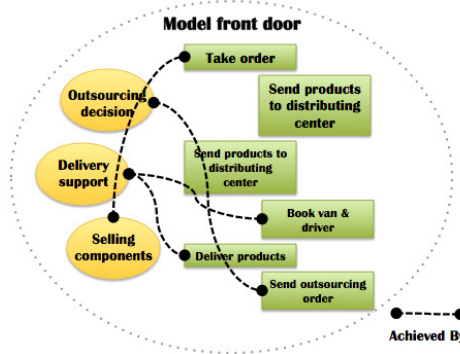 Model front door
Take order
Outsourcing
decision
Send products
to distributing
center
Send products to
distributing
center
Delivery
support
Book van &
driver
Selling
components
Deliver products
Send outsourcing
order
Achieved By